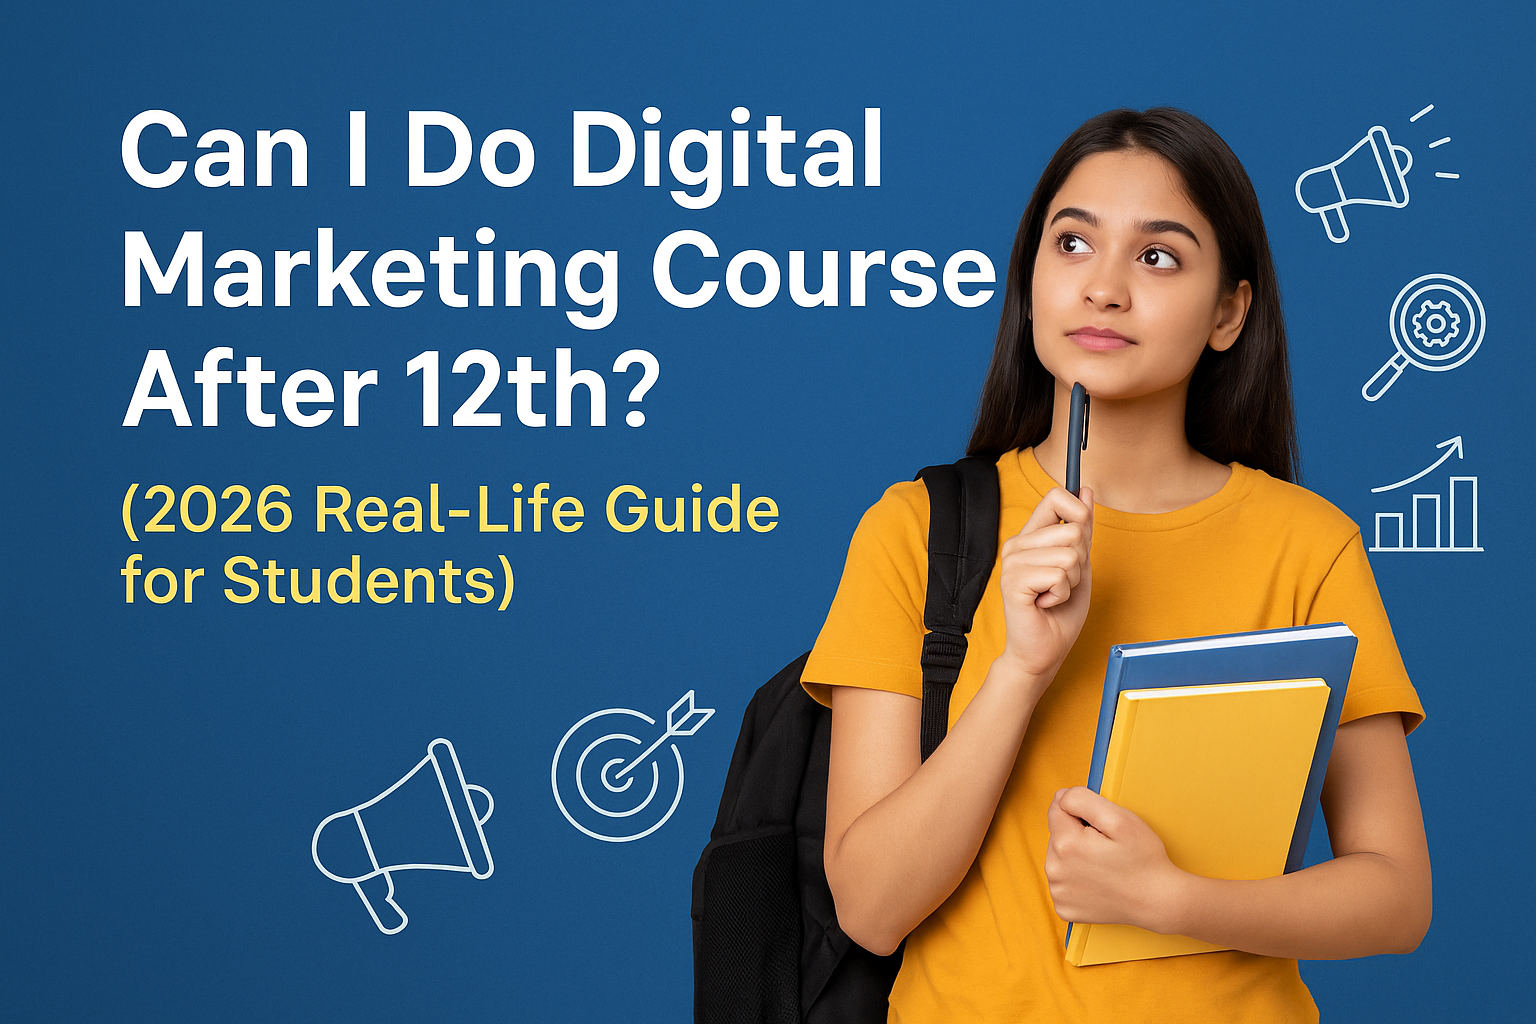 Can I Do Digital
Marketing Course
After 12th?
(2026 Real-Life Guide
for Students)